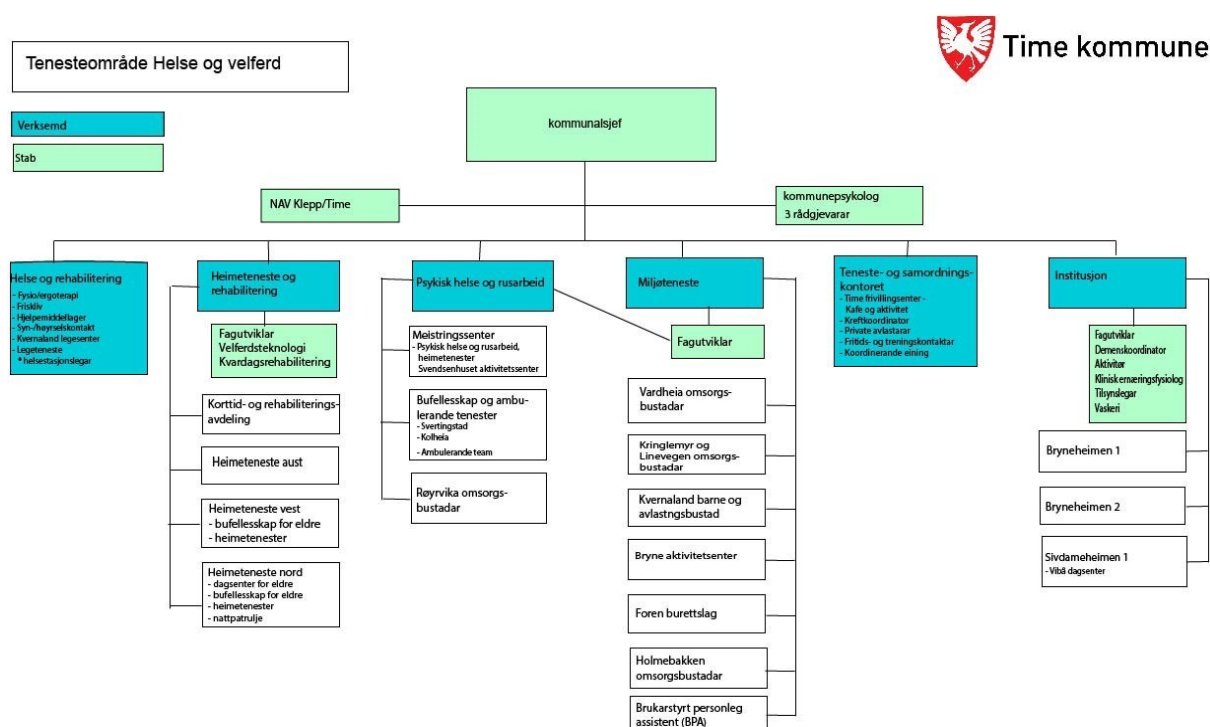 Tenesteområde Helse og velferd
Time kommune
Verksemd
Stab
kommunalsjef
NAV Klepp/Time
kommunepsykolog
3 rådgjevarar
Helse og rehabilitering
- Fysio/ergoterapi
- Friskliv
- Hjelpemiddellager
- Syn-/høyrselskontakt
- Kvernaland legesenter
- Legeteneste
* helsestasjonslegar
Heimeteneste og
rehabilitering
Fagutviklar
Velferdsteknologi
Kvardagsrehabilitering
Korttid- og rehabiliterings-
avdeling
Heimeteneste aust
Heimeteneste vest
- bufellesskap for eldre
- heimetenester
Heimeteneste nord
- dagsenter for eldre
- bufellesskap for eldre
- heimetenester
- nattpatrulje
Psykisk helse og rusarbeid
Meistringssenter
- Psykisk helse og rusarbeid,
heimetenester
Svendsenhuset aktivitetssenter
Bufellesskap og ambu-
lerande tenester
- Svertingstad
- Kolheia
- Ambulerande team
Røyrvika omsorgs-
bustadar
Miljøteneste
Fagutviklar
Vardheia omsorgs-
bustadar
Kringlemyr og
Linevegen omsorgs-
bustadar
Kvernaland barne og
avlastngsbustad
Bryne aktivitetsenter
Foren burettslag
Holmebakken
omsorgsbustadar
Brukarstyrt personleg
assistent (BPA)
Teneste- og samordnings-
kontoret
- Time frivillingsenter -
Kafe og aktivitet
- Kreftkoordinator
- Private avlastarar
- Fritids- og treningskontaktar
- Koordinerande eining
Institusjon
Fagutviklar
Demenskoordinator
Aktivitør
Klinisk ernæringsfysiolog
Tilsynslegar
Vaskeri
Bryneheimen 1
Bryneheimen 2
Sivdameheimen 1
- Vibå dagsenter